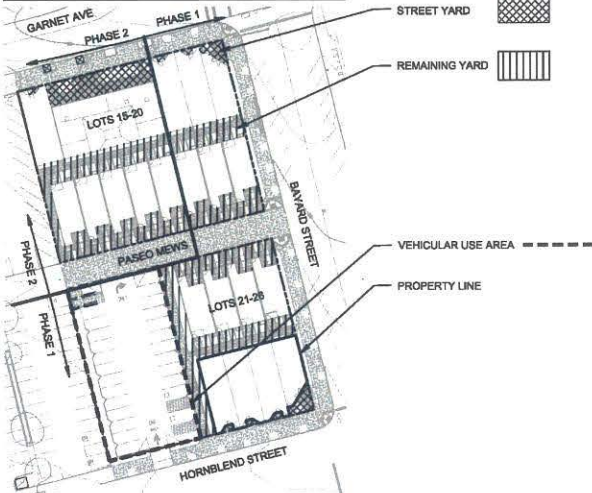 GARNET AVE
PHASE 2
PHASE 1
STREET YARD
REMAINING YARD
LOTS 15-20
BAYARD STREET
PASEO MEWS
PHASE 2
PHASE 1
VEHICULAR USE AREA
LOTS 21-26
PROPERTY LINE
HORNBLEND STREET